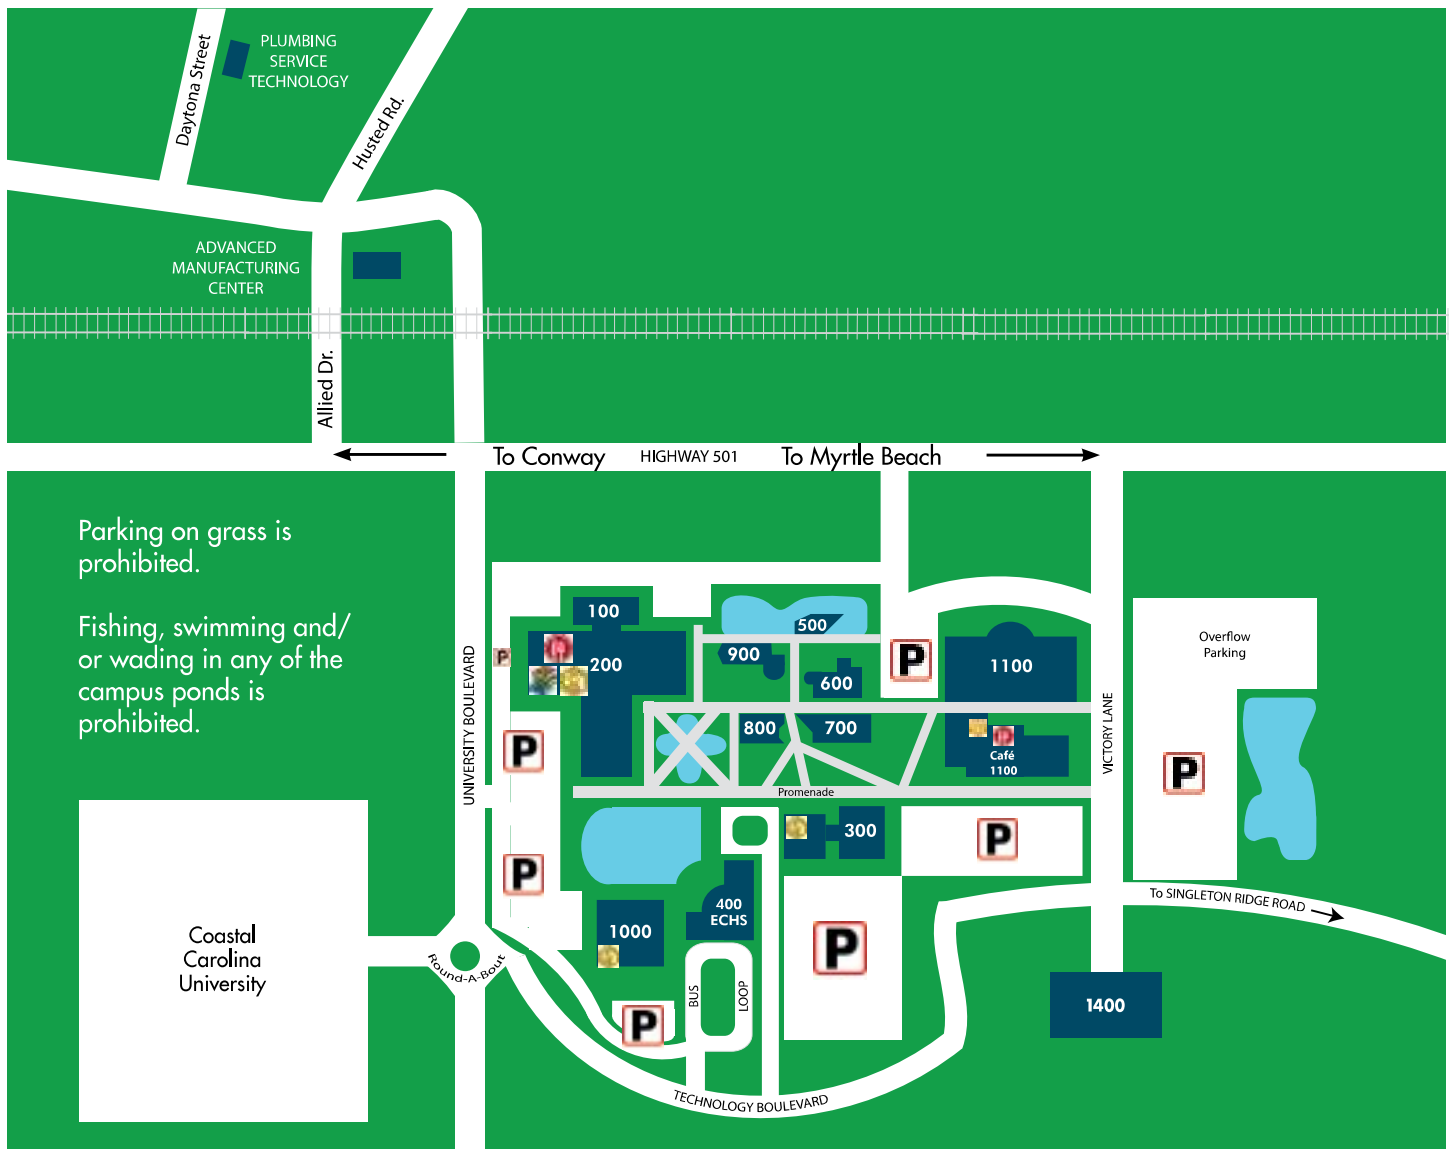 PLUMBING
SERVICE
TECHNOLOGY
Daytona Street
Husted Rd.
ADVANCED
MANUFACTURING
CENTER
Allied Dr.
To Conway
HIGHWAY 501
To Myrtle Beach
Parking on grass is
prohibited.
Fishing, swimming and/
or wading in any of the
campus ponds is
prohibited.
UNIVERSITY BOULEVARD
100
200
P
500
900
600
P
1100
Overflow
Parking
800
700
Café
1100
VICTORY LANE
P
P
Promenade
P
300
P
400
ECHS
1000
P
To SINGLETON RIDGE ROAD
Coastal
Carolina
University
Round-A-Bout
BUS
LOOP
P
1400
TECHNOLOGY BOULEVARD